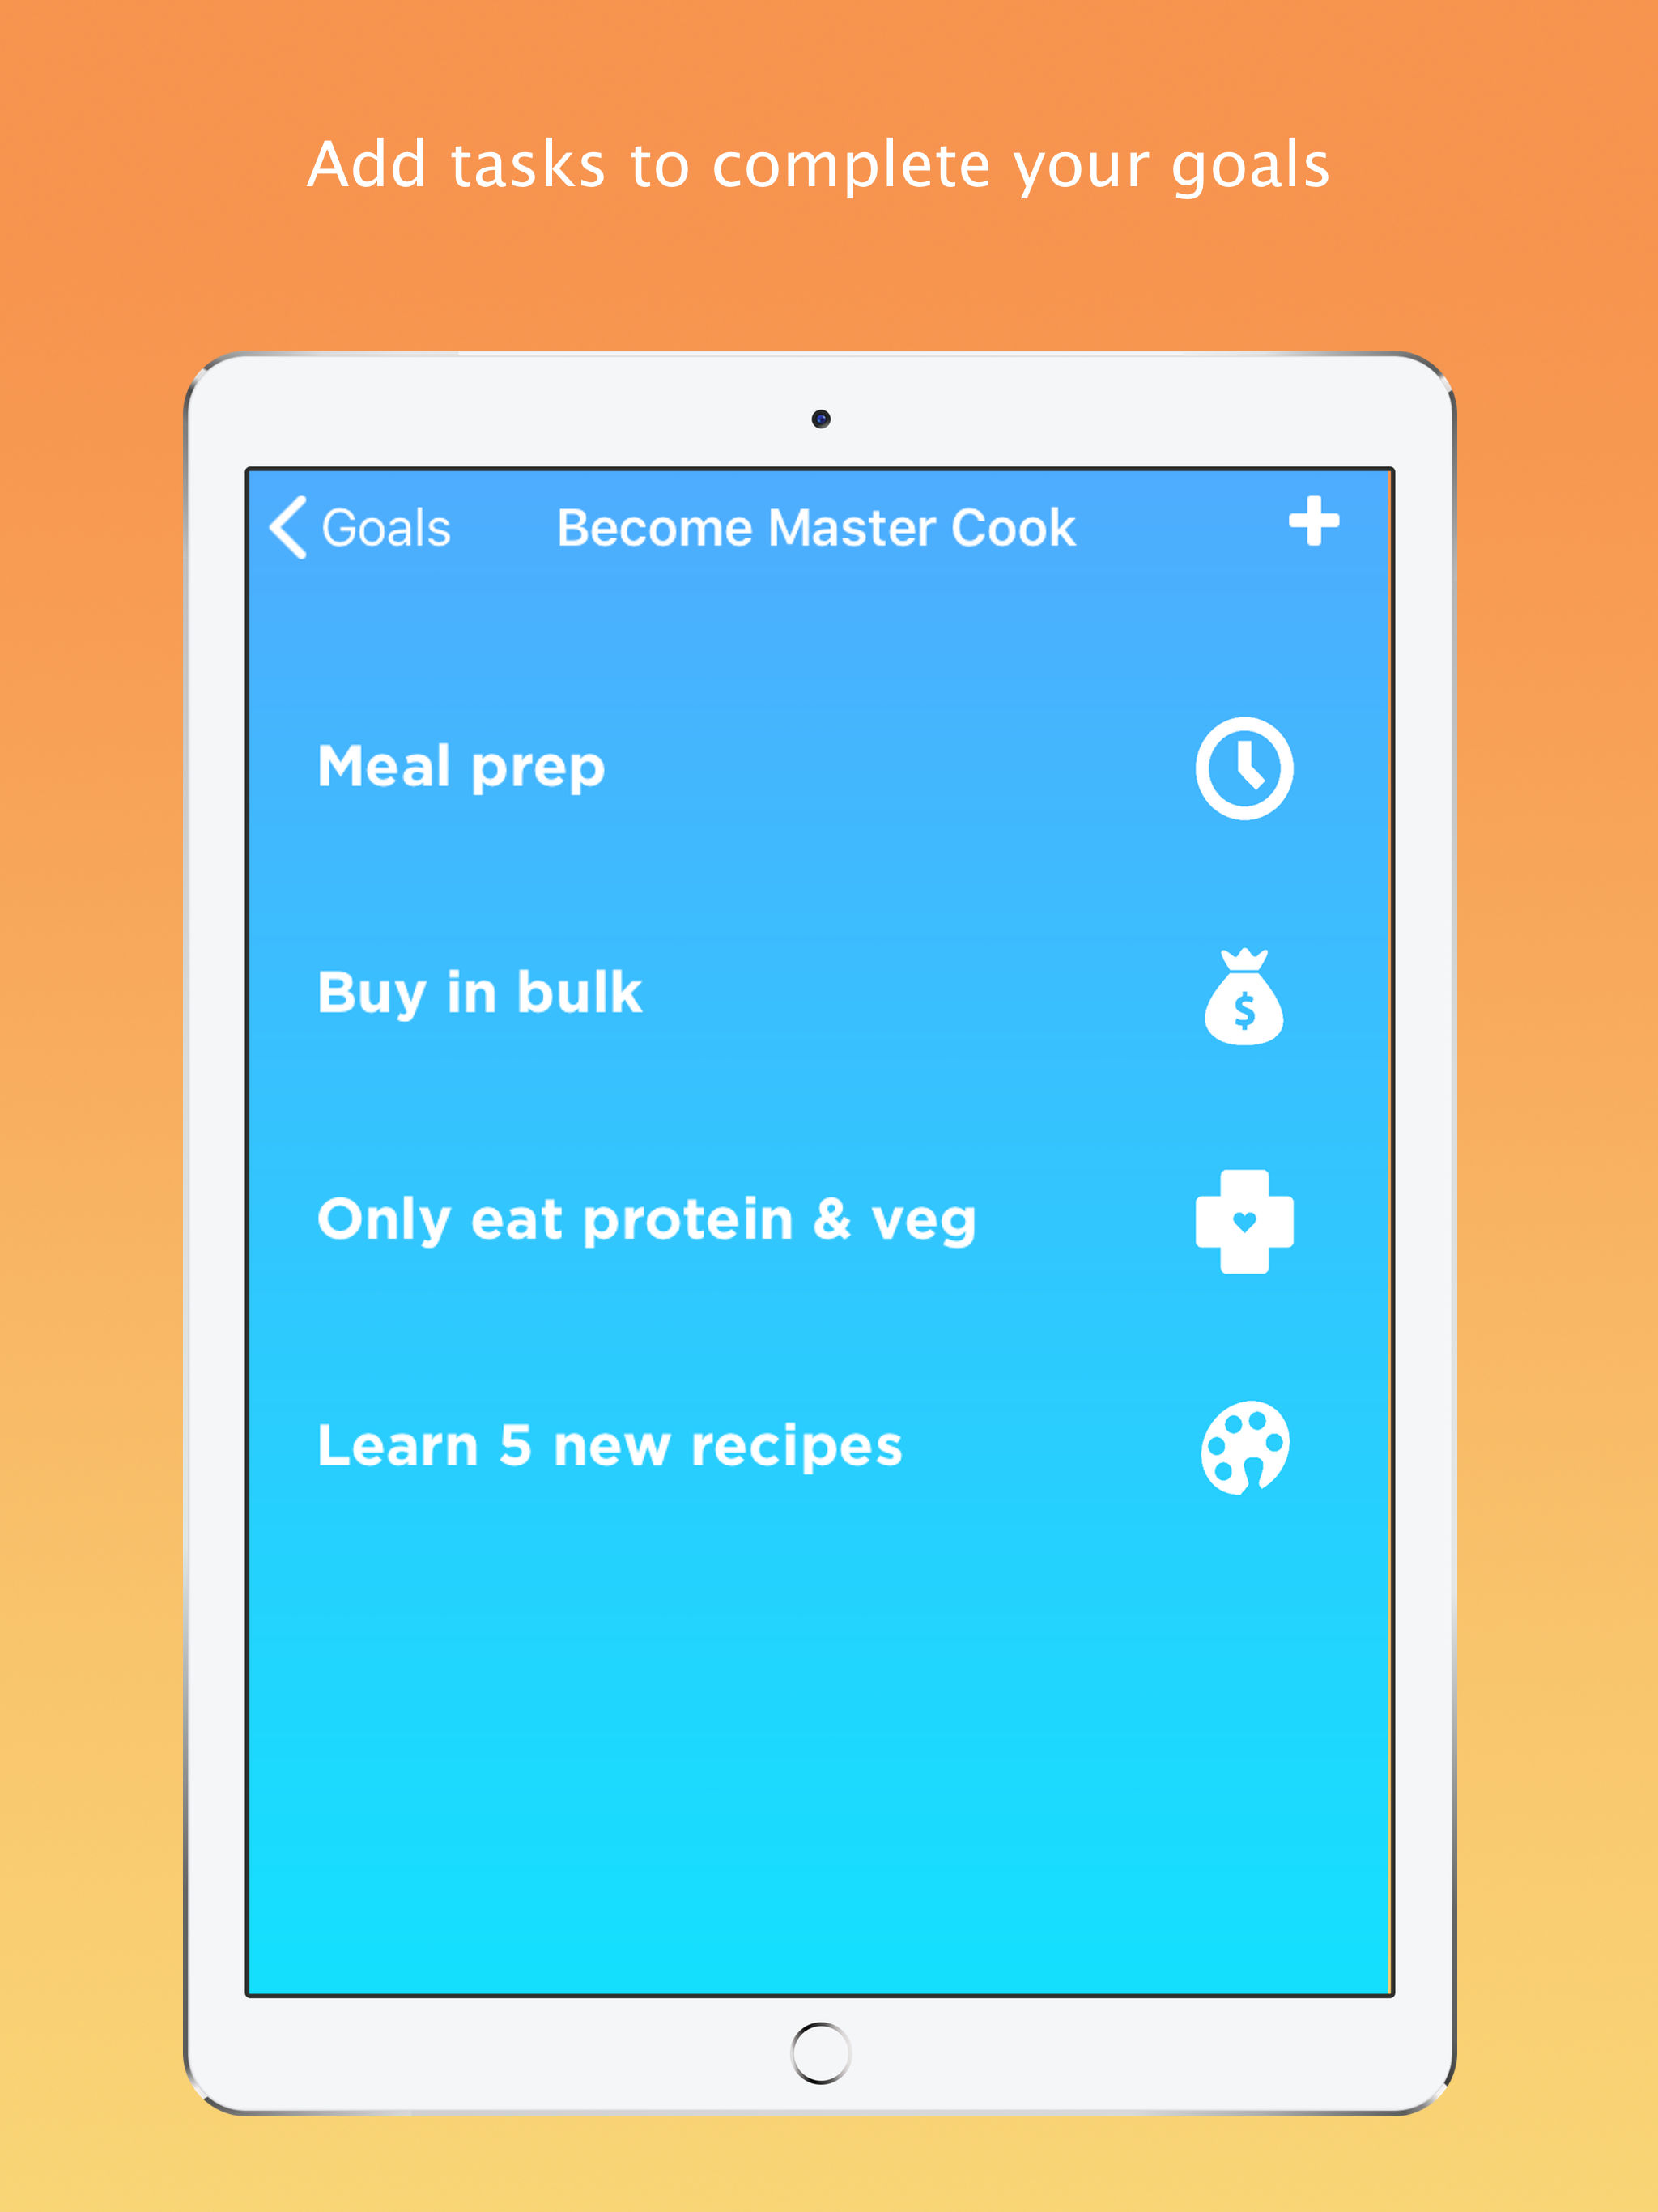 Add tasks to complete your goals
Goals
Become Master Cook
Meal prep
Buy in bulk
$
Only eat protein & veg
Learn 5 new recipes